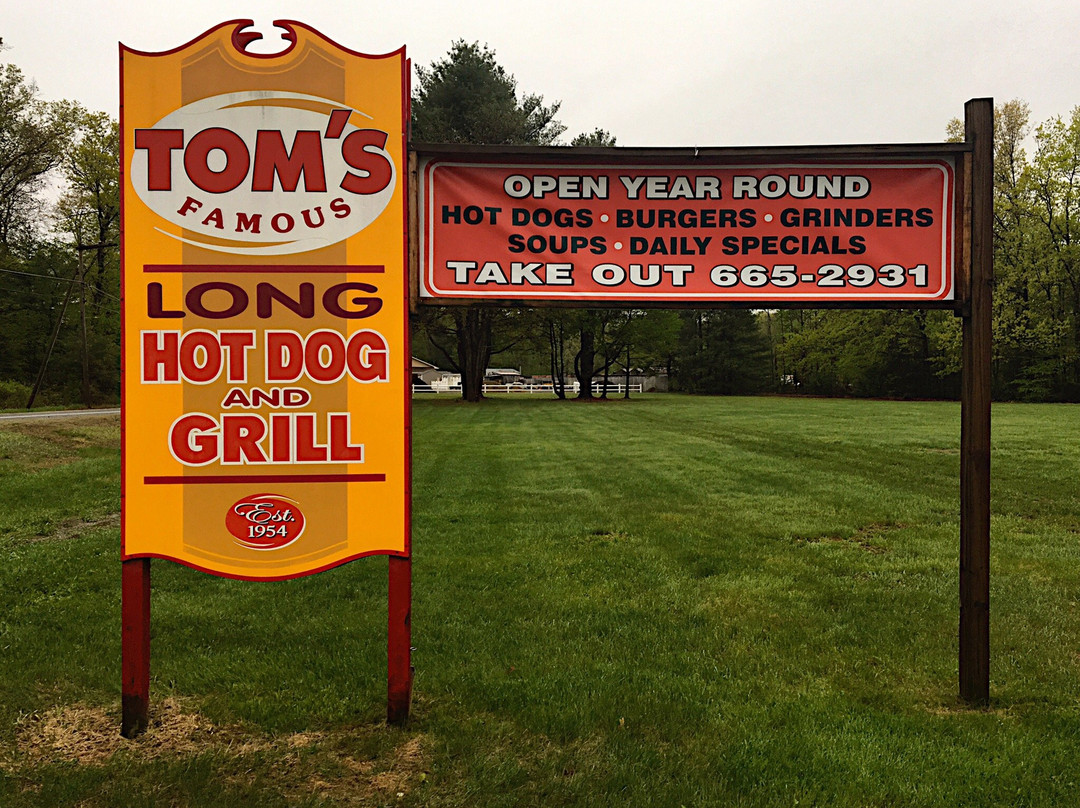 TOM'S
FAMOUS
LONG
HOT DOG
AND
GRILL
Est.
1954
OPEN YEAR ROUND
HOT DOGS • BURGERS • GRINDERS
SOUPS • DAILY SPECIALS
TAKE OUT 665-2931